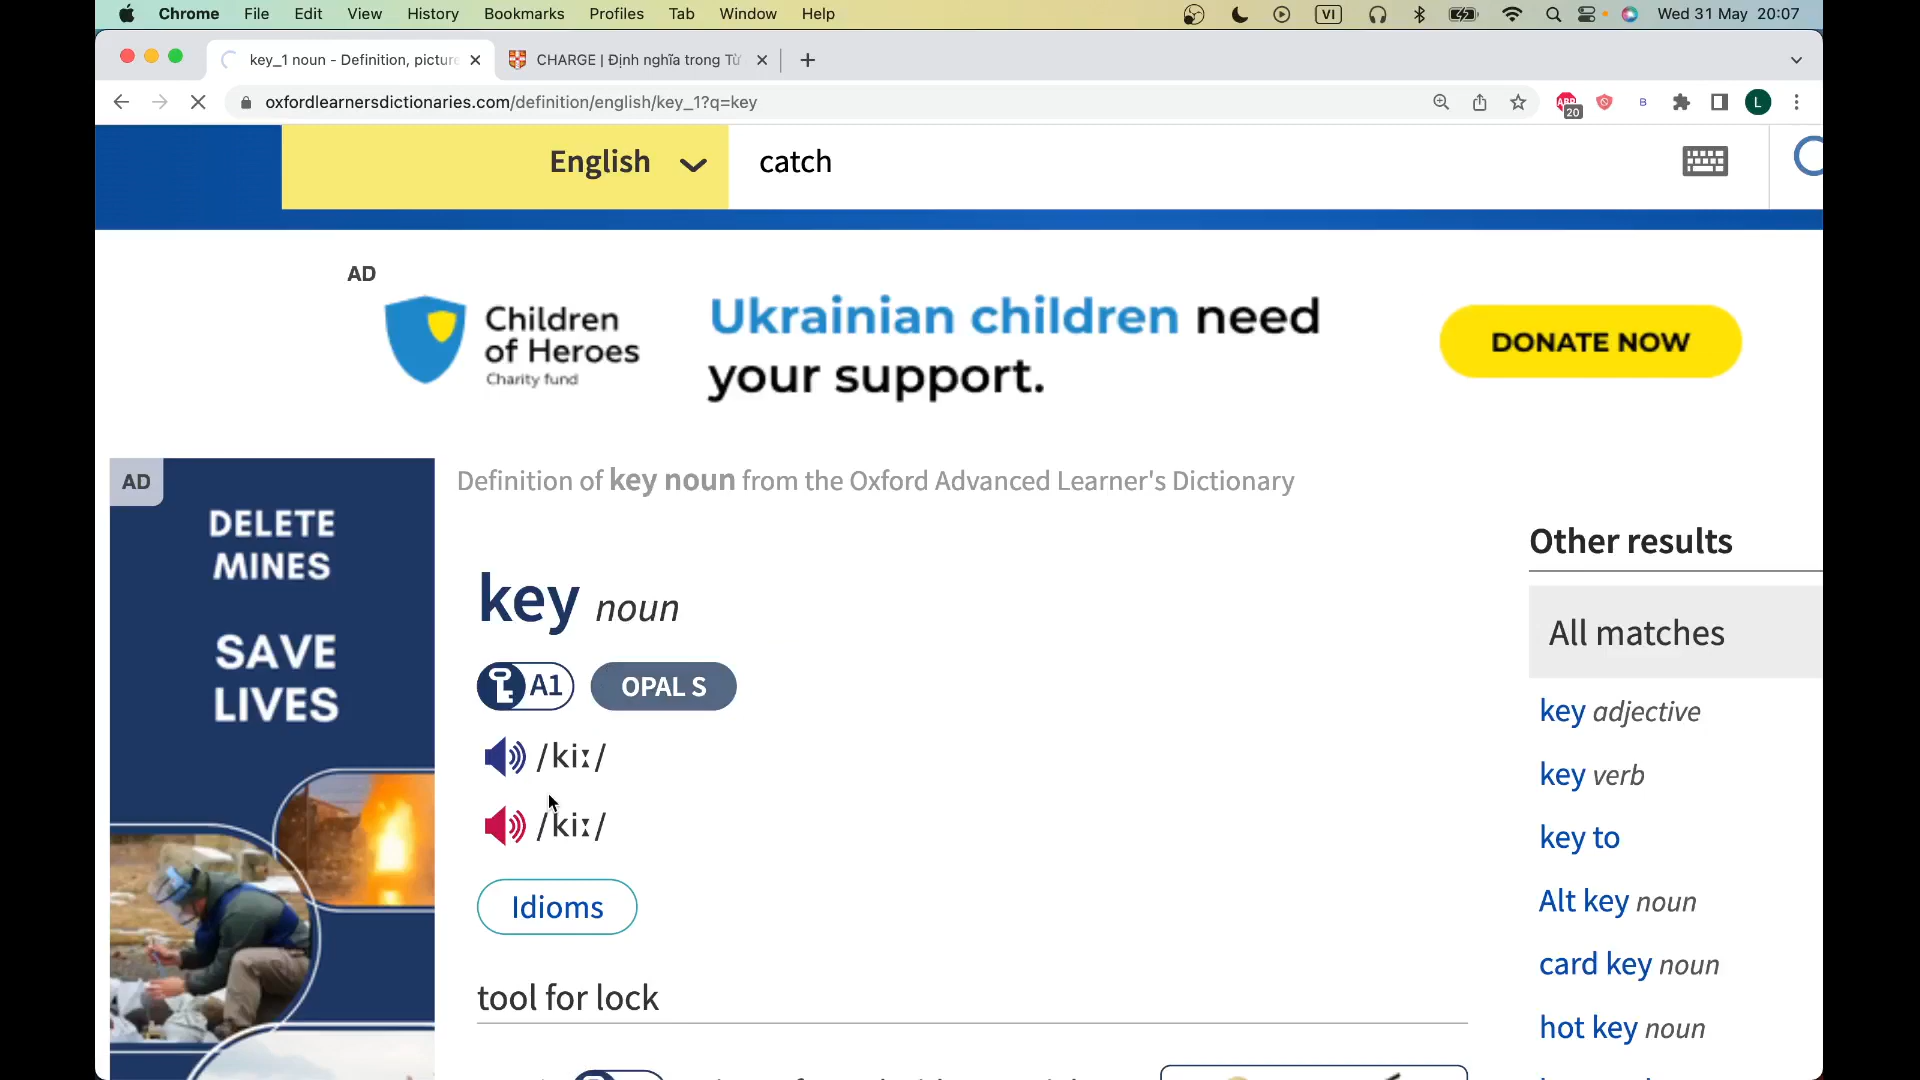 Chrome File Edit View History Bookmarks Profiles Tab Window Help VI Wed 31 May 20:07
key_1 noun - Definition, picture CHARGE | Định nghĩa trong Từ
oxfordlearnersdictionaries.com/definition/english/key_1?q=key 20 B L
English catch
AD
Children of Heroes
Charity fund
Ukrainian children need
your support.
DONATE NOW
AD
DELETE
MINES
SAVE
LIVES
Definition of key noun from the Oxford Advanced Learner's Dictionary
key noun
A1 OPAL S
/kiː/
/kiː/
Idioms
tool for lock
Other results
All matches
key adjective
key verb
key to
Alt key noun
card key noun
hot key noun